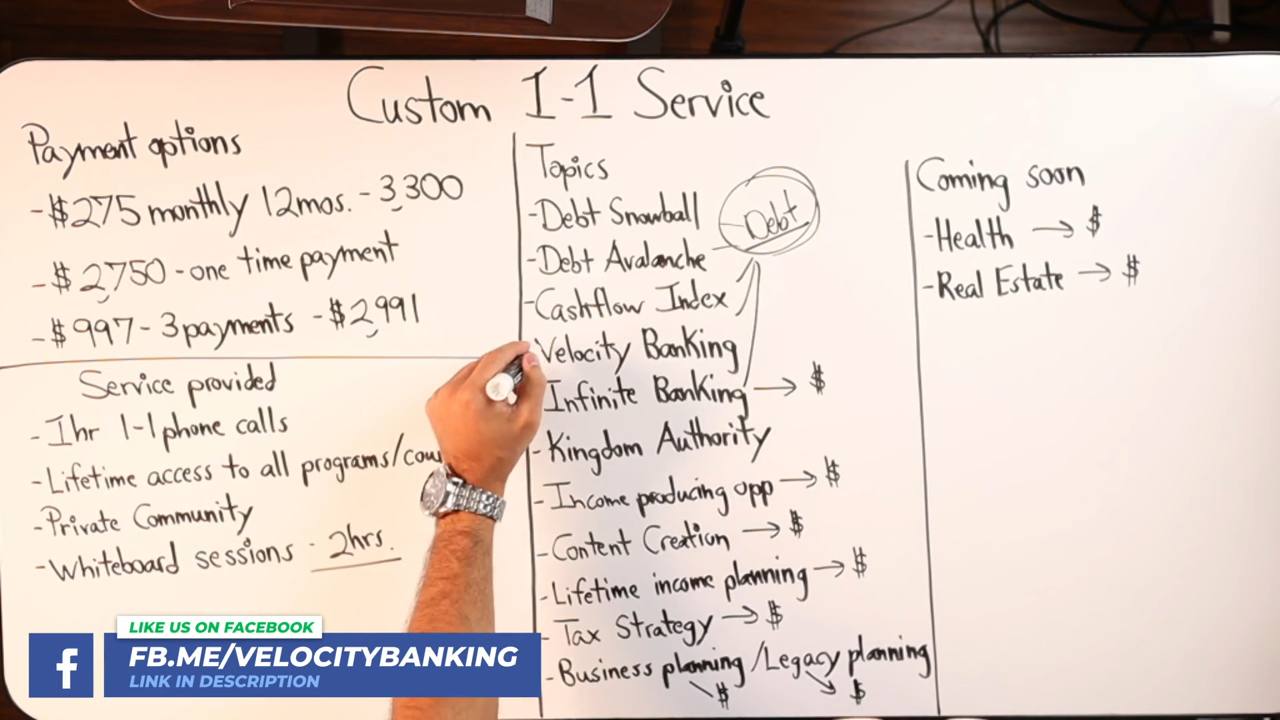 Custom 1-1 Service
Payment options
-$275 monthly 12mos. - 3,300
-$2,750 - one time payment
-$997 - 3 payments - $2,991
Service provided
- 1hr 1-1 phone calls
- Lifetime access to all programs/
- Private Community
- Whiteboard sessions - 2hrs.
Topics
- Debt Snowball
- Debt Avalanche
Debt
- Cashflow Index
Velocity Banking
Infinite Banking → $
- Kingdom Authority
- Income producing opp → $
- Content Creation → $
- Lifetime income planning → $
- Tax Strategy → $
- Business planning / Legacy planning
$ $
Coming soon
- Health → $
- Real Estate → $
LIKE US ON FACEBOOK
f
FB.ME/VELOCITYBANKING
LINK IN DESCRIPTION